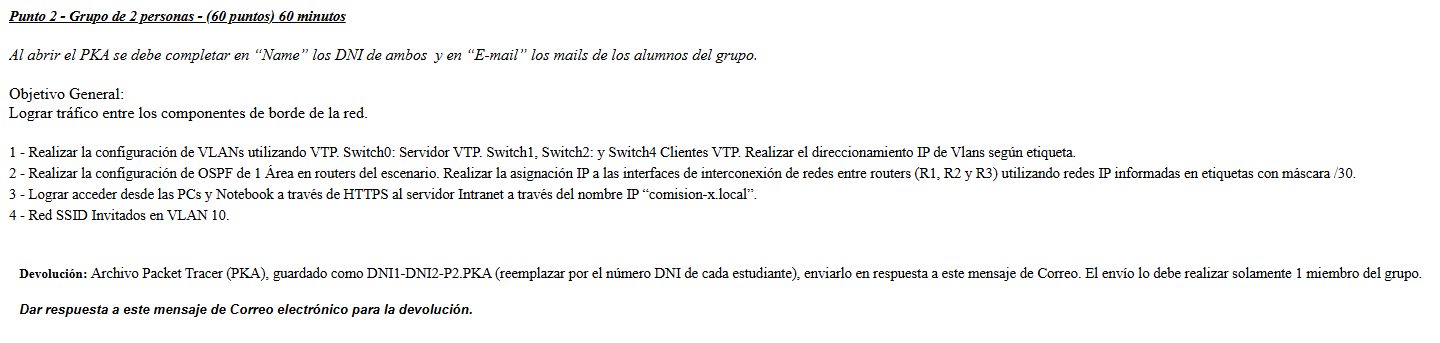 Punto 2 - Grupo de 2 personas - (60 puntos) 60 minutos
Al abrir el PKA se debe completar en “Name” los DNI de ambos y en “E-mail” los mails de los alumnos del grupo.
Objetivo General:
Lograr tráfico entre los componentes de borde de la red.
1 - Realizar la configuración de VLANs utilizando VTP. Switch0: Servidor VTP. Switch1, Switch2: y Switch4 Clientes VTP. Realizar el direccionamiento IP de Vlans según etiqueta.
2 - Realizar la configuración de OSPF de 1 Área en routers del escenario. Realizar la asignación IP a las interfaces de interconexión de redes entre routers (R1, R2 y R3) utilizando redes IP informadas en etiquetas con máscara /30.
3 - Lograr acceder desde las PCs y Notebook a través de HTTPS al servidor Intranet a través del nombre IP “comision-x.local”.
4 - Red SSID Invitados en VLAN 10.
Devolución: Archivo Packet Tracer (PKA), guardado como DNI1-DNI2-P2.PKA (reemplazar por el número DNI de cada estudiante), enviarlo en respuesta a este mensaje de Correo. El envío lo debe realizar solamente 1 miembro del grupo.
Dar respuesta a este mensaje de Correo electrónico para la devolución.